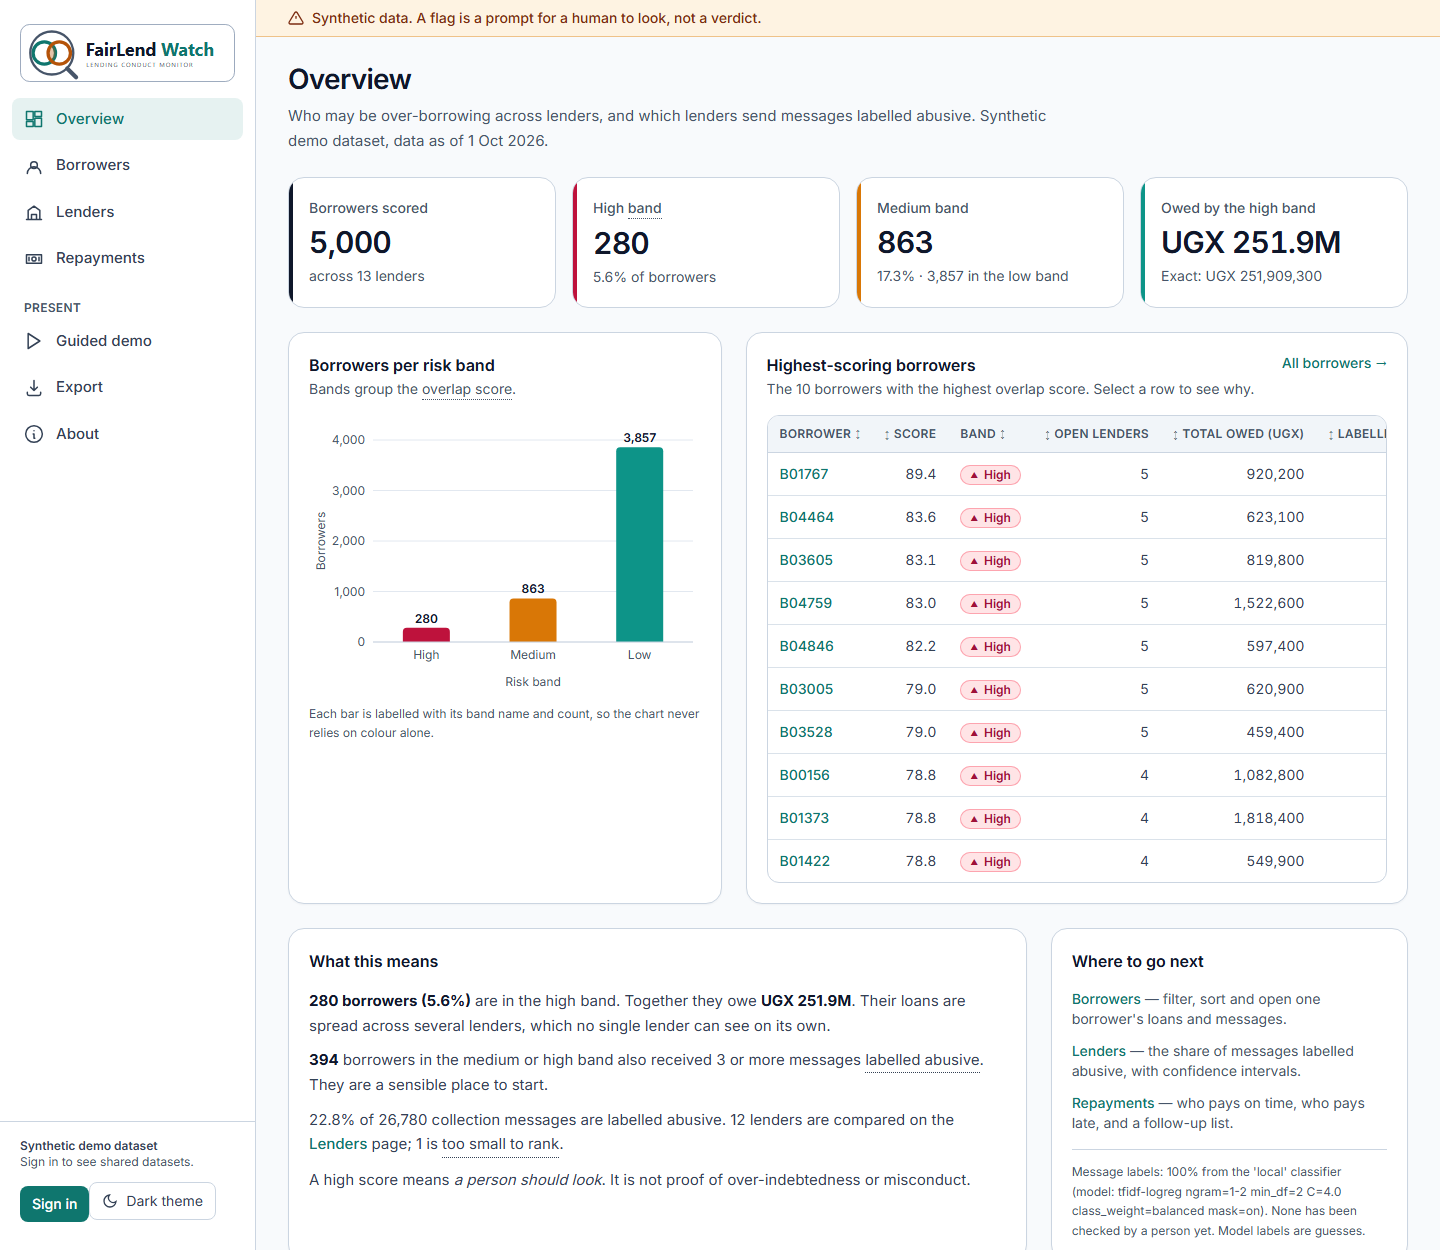 FairLend Watch
LENDING CONDUCT MONITOR
Overview
Borrowers
Lenders
Repayments
PRESENT
Guided demo
Export
About
Synthetic demo dataset
Sign in to see shared datasets.
Sign in
Dark theme
Synthetic data. A flag is a prompt for a human to look, not a verdict.
Overview
Who may be over-borrowing across lenders, and which lenders send messages labelled abusive. Synthetic
demo dataset, data as of 1 Oct 2026.
Borrowers scored
5,000
across 13 lenders
High band
280
5.6% of borrowers
Medium band
863
17.3% · 3,857 in the low band
Owed by the high band
UGX 251.9M
Exact: UGX 251,909,300
Borrowers per risk band
Bands group the overlap score.
4,000
3,000
2,000
1,000
0
Borrowers
280
863
3,857
High
Medium
Low
Risk band
Each bar is labelled with its band name and count, so the chart never
relies on colour alone.
Highest-scoring borrowers
All borrowers →
The 10 borrowers with the highest overlap score. Select a row to see why.
BORROWER ↕ ↕ SCORE BAND ↕ ↕ OPEN LENDERS ↕ TOTAL OWED (UGX) ↕ LABELL
B01767 89.4 ▲ High 5 920,200
B04464 83.6 ▲ High 5 623,100
B03605 83.1 ▲ High 5 819,800
B04759 83.0 ▲ High 5 1,522,600
B04846 82.2 ▲ High 5 597,400
B03005 79.0 ▲ High 5 620,900
B03528 79.0 ▲ High 5 459,400
B00156 78.8 ▲ High 4 1,082,800
B01373 78.8 ▲ High 4 1,818,400
B01422 78.8 ▲ High 4 549,900
What this means
280 borrowers (5.6%) are in the high band. Together they owe UGX 251.9M. Their loans are
spread across several lenders, which no single lender can see on its own.
394 borrowers in the medium or high band also received 3 or more messages labelled abusive.
They are a sensible place to start.
22.8% of 26,780 collection messages are labelled abusive. 12 lenders are compared on the
Lenders page; 1 is too small to rank.
A high score means a person should look. It is not proof of over-indebtedness or misconduct.
Where to go next
Borrowers — filter, sort and open one
borrower's loans and messages.
Lenders — the share of messages labelled
abusive, with confidence intervals.
Repayments — who pays on time, who pays
late, and a follow-up list.
Message labels: 100% from the 'local' classifier
(model: tfidf-logreg ngram=1-2 min_df=2 C=4.0
class_weight=balanced mask=on). None has been
checked by a person yet. Model labels are guesses.